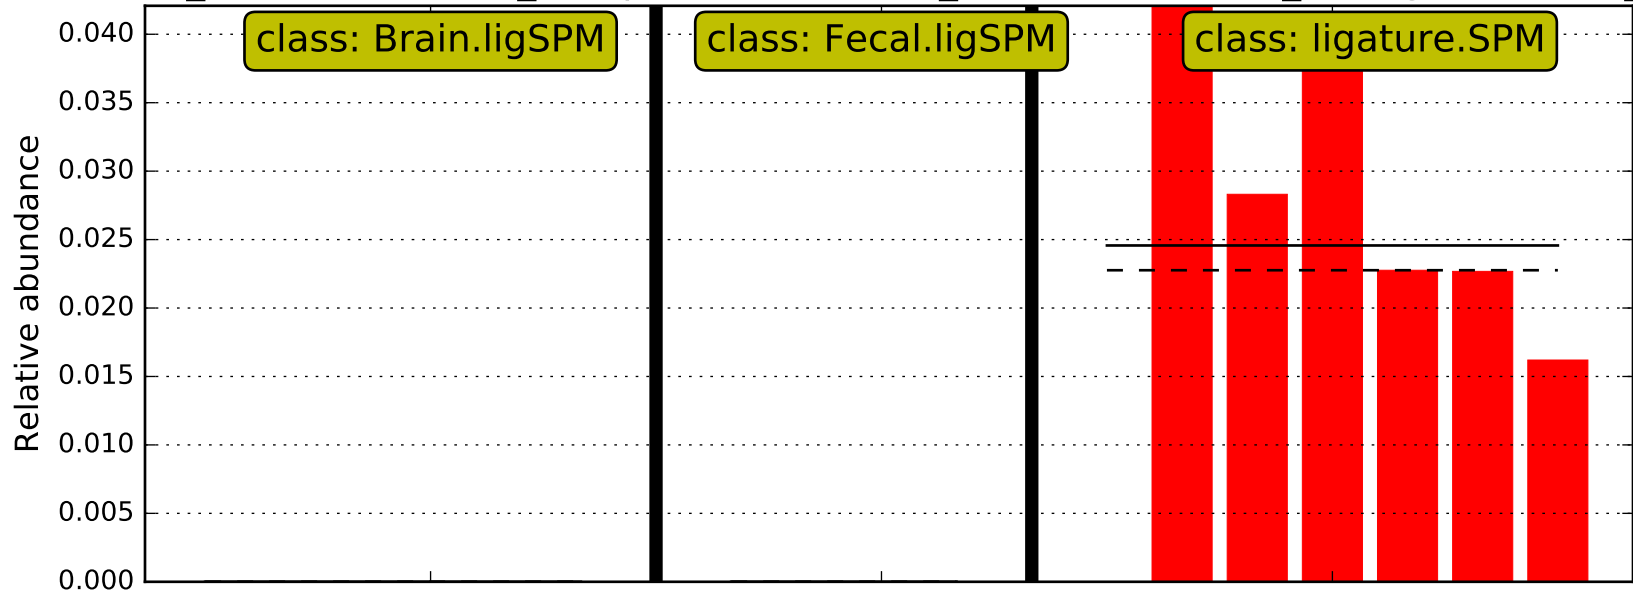 class: Brain.ligSPM
class: Fecal.ligSPM
class: ligature.SPM
Relative abundance
0.040
0.035
0.030
0.025
0.020
0.015
0.010
0.005
0.000